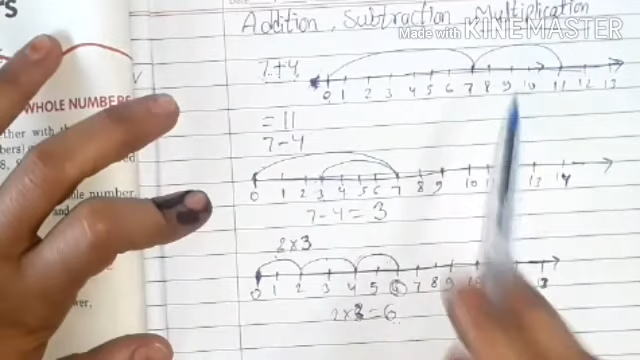 Addition, Subtraction, Multiplication
Made with KINEMASTER
7+4
0 1 2 3 4 5 6 7 8 9 10 11 12 13
= 11
7-4
0 1 2 3 4 5 6 7 8 9 10 13 14
7-4=3
2×3
0 1 2 3 4 5 6 7 8 9
2×3=6
WHOLE NUMBERS
whole number